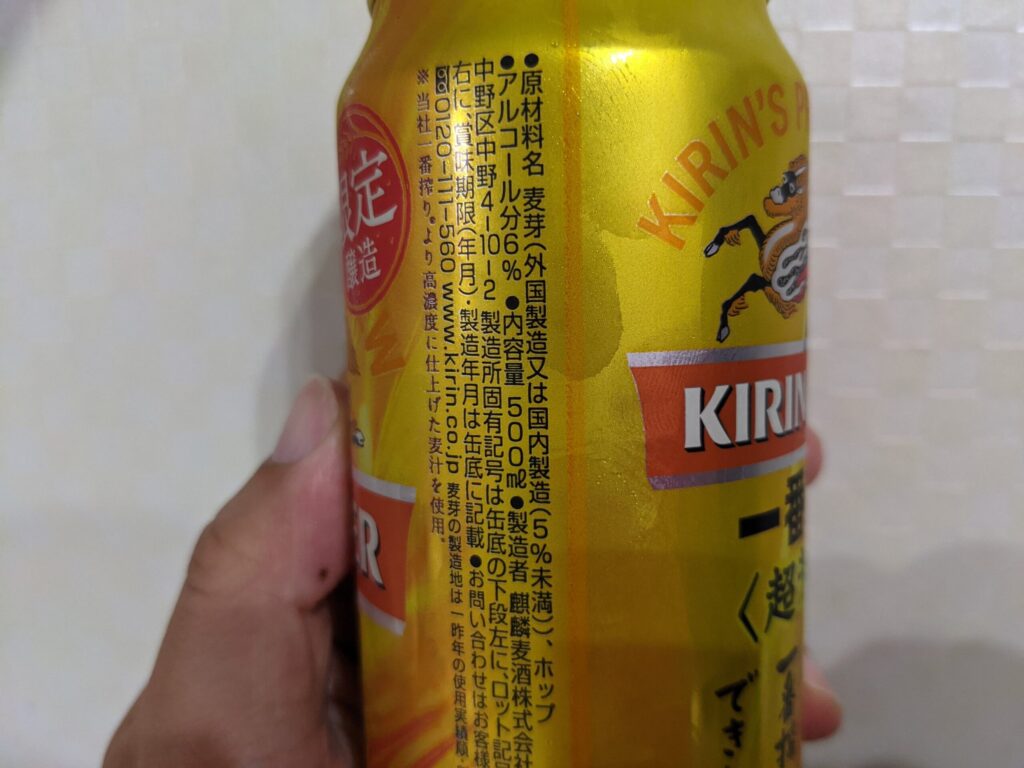 ●原材料名 麦芽(外国製造又は国内製造(5%未満))、ホップ
●アルコール分6% ●内容量 500㎖ ●製造者 麒麟麦酒株式会社
中野区中野4-10-2 製造所固有記号は缶底の下段左に、ロット記号
右に、賞味期限(年月)・製造年月は缶底に記載 ●お問い合わせはお客様
0120-111-560 www.kirin.co.jp 麦芽の製造地は一昨年の使用実績順
※当社一番搾り®より高濃度に仕上げた麦汁を使用。
限定
醸造
KIRIN'S P
KIRIN
一番
〈超
一番搾
でき